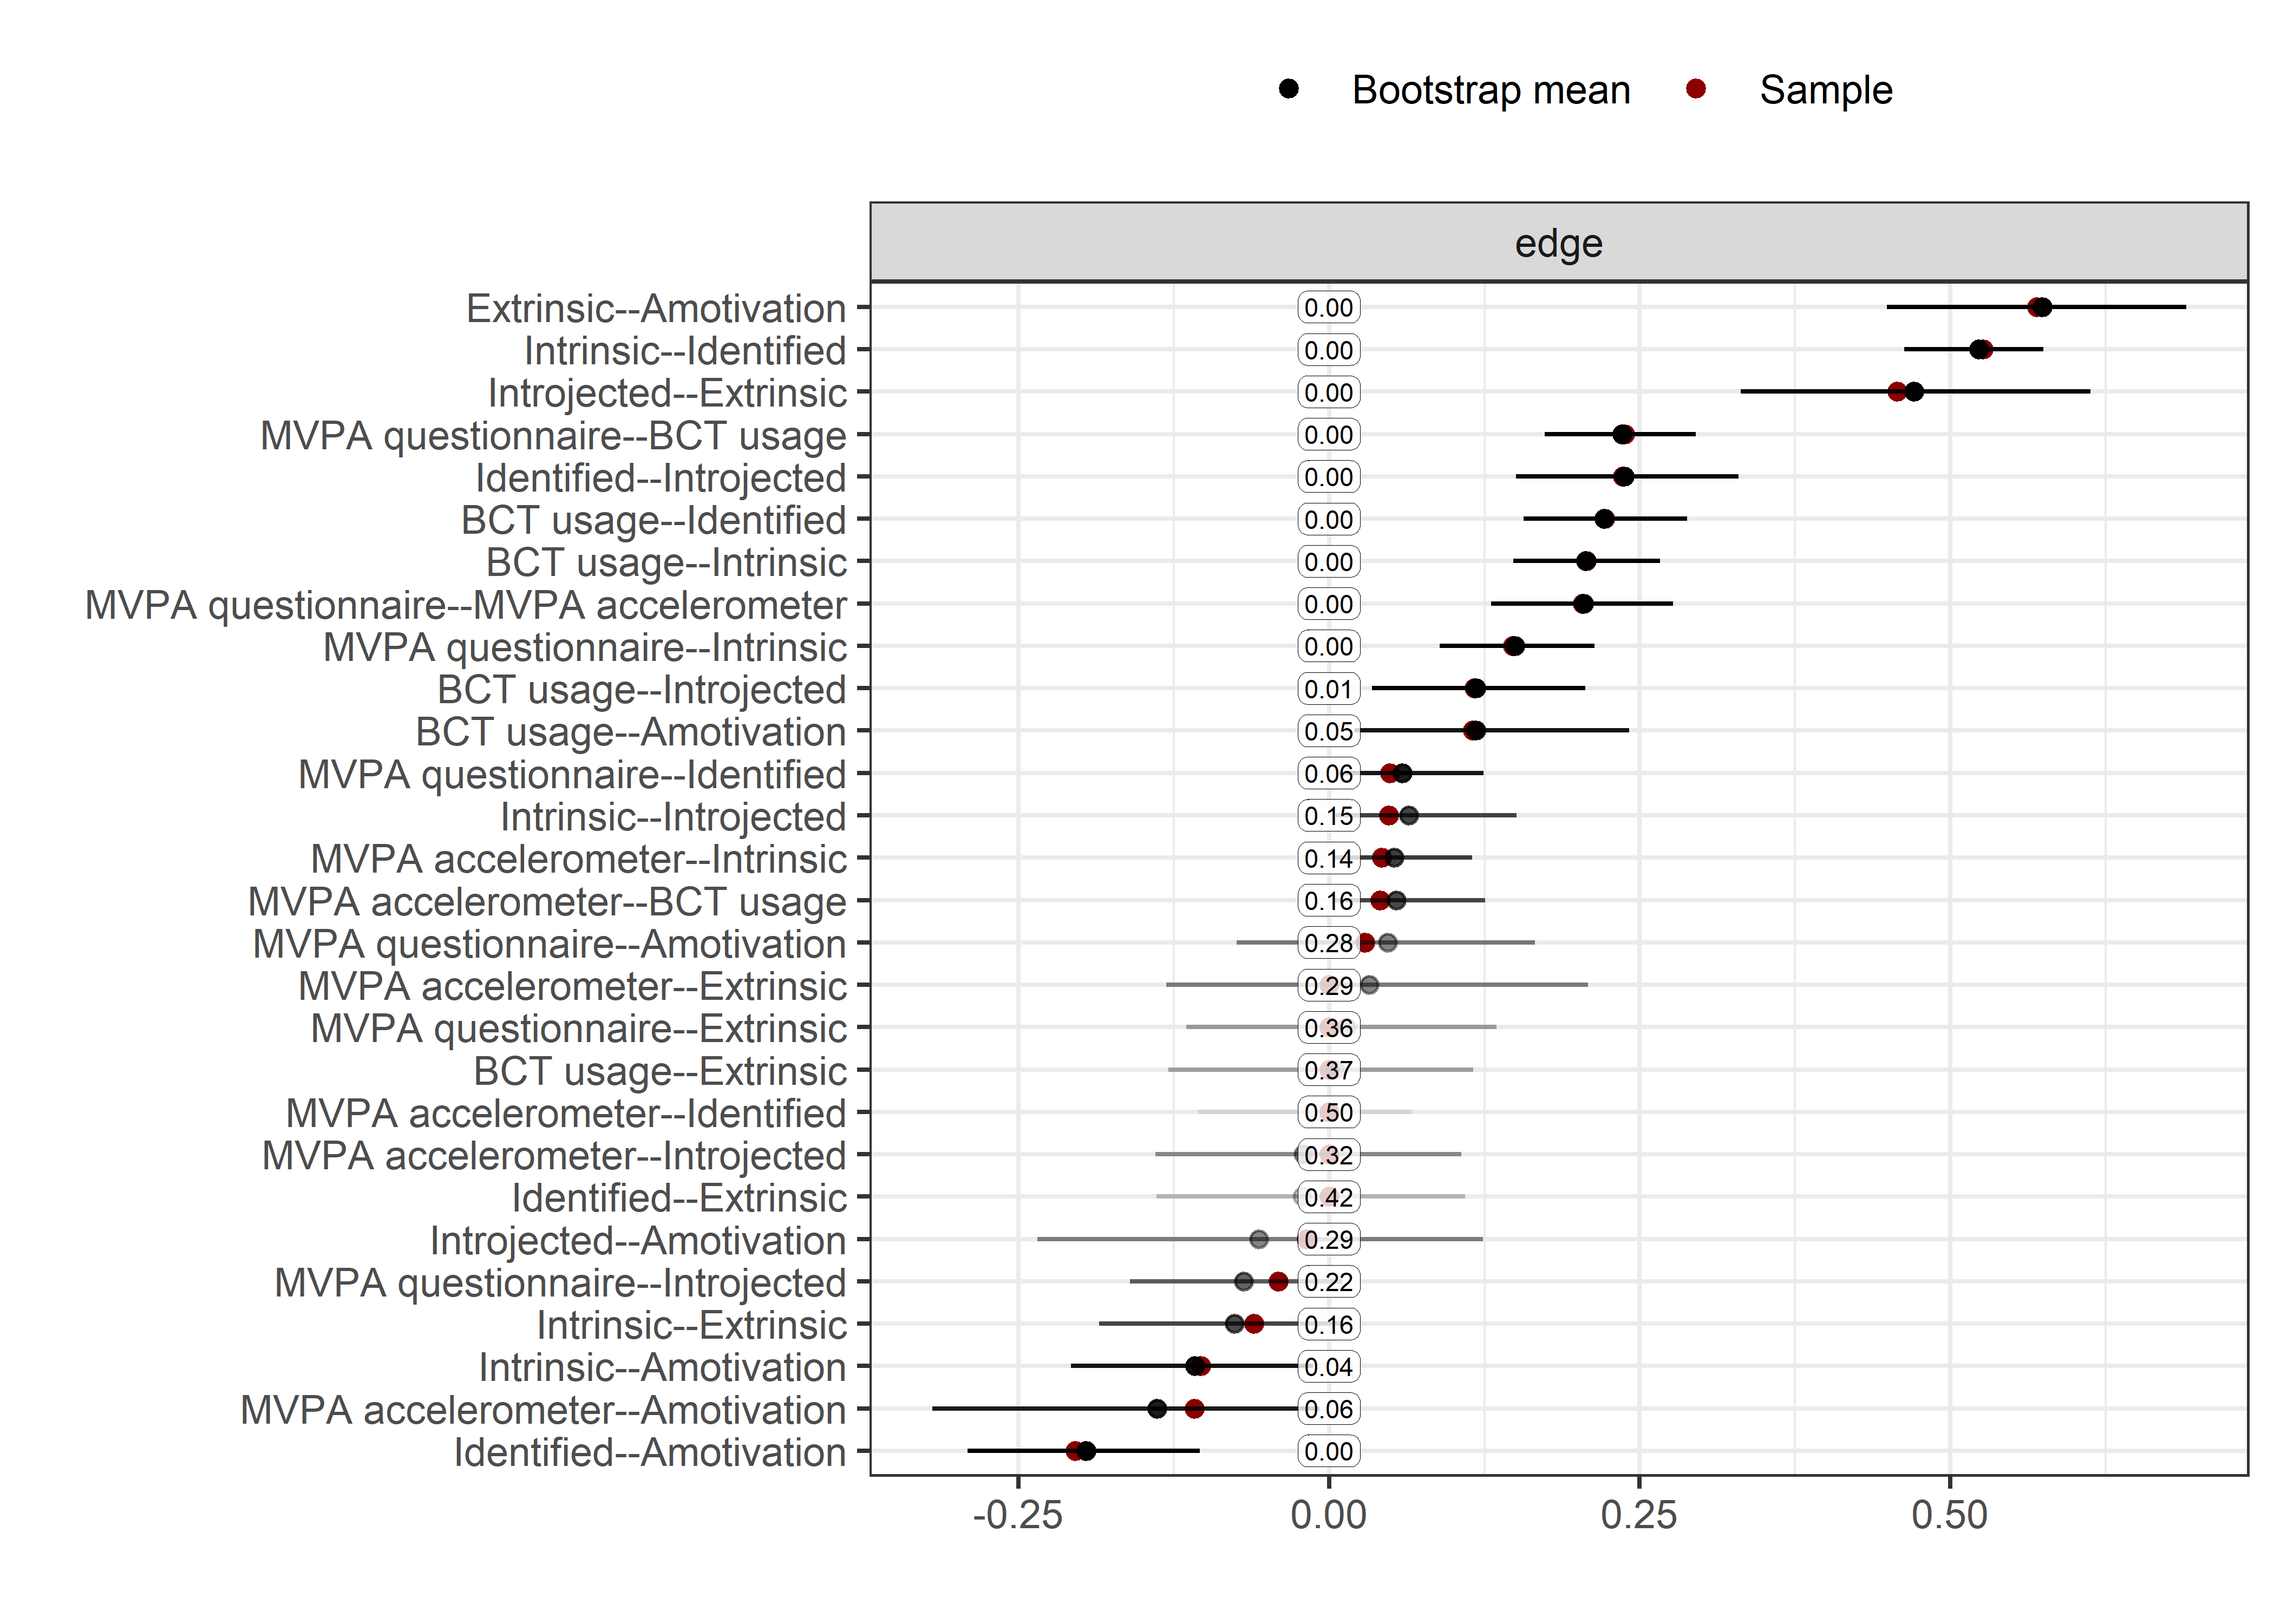 Bootstrap mean Sample
edge
Extrinsic--Amotivation 0.00
Intrinsic--Identified 0.00
Introjected--Extrinsic 0.00
MVPA questionnaire--BCT usage 0.00
Identified--Introjected 0.00
BCT usage--Identified 0.00
BCT usage--Intrinsic 0.00
MVPA questionnaire--MVPA accelerometer 0.00
MVPA questionnaire--Intrinsic 0.00
BCT usage--Introjected 0.01
BCT usage--Amotivation 0.05
MVPA questionnaire--Identified 0.06
Intrinsic--Introjected 0.15
MVPA accelerometer--Intrinsic 0.14
MVPA accelerometer--BCT usage 0.16
MVPA questionnaire--Amotivation 0.28
MVPA accelerometer--Extrinsic 0.29
MVPA questionnaire--Extrinsic 0.36
BCT usage--Extrinsic 0.37
MVPA accelerometer--Identified 0.50
MVPA accelerometer--Introjected 0.32
Identified--Extrinsic 0.42
Introjected--Amotivation 0.29
MVPA questionnaire--Introjected 0.22
Intrinsic--Extrinsic 0.16
Intrinsic--Amotivation 0.04
MVPA accelerometer--Amotivation 0.06
Identified--Amotivation 0.00
-0.25 0.00 0.25 0.50